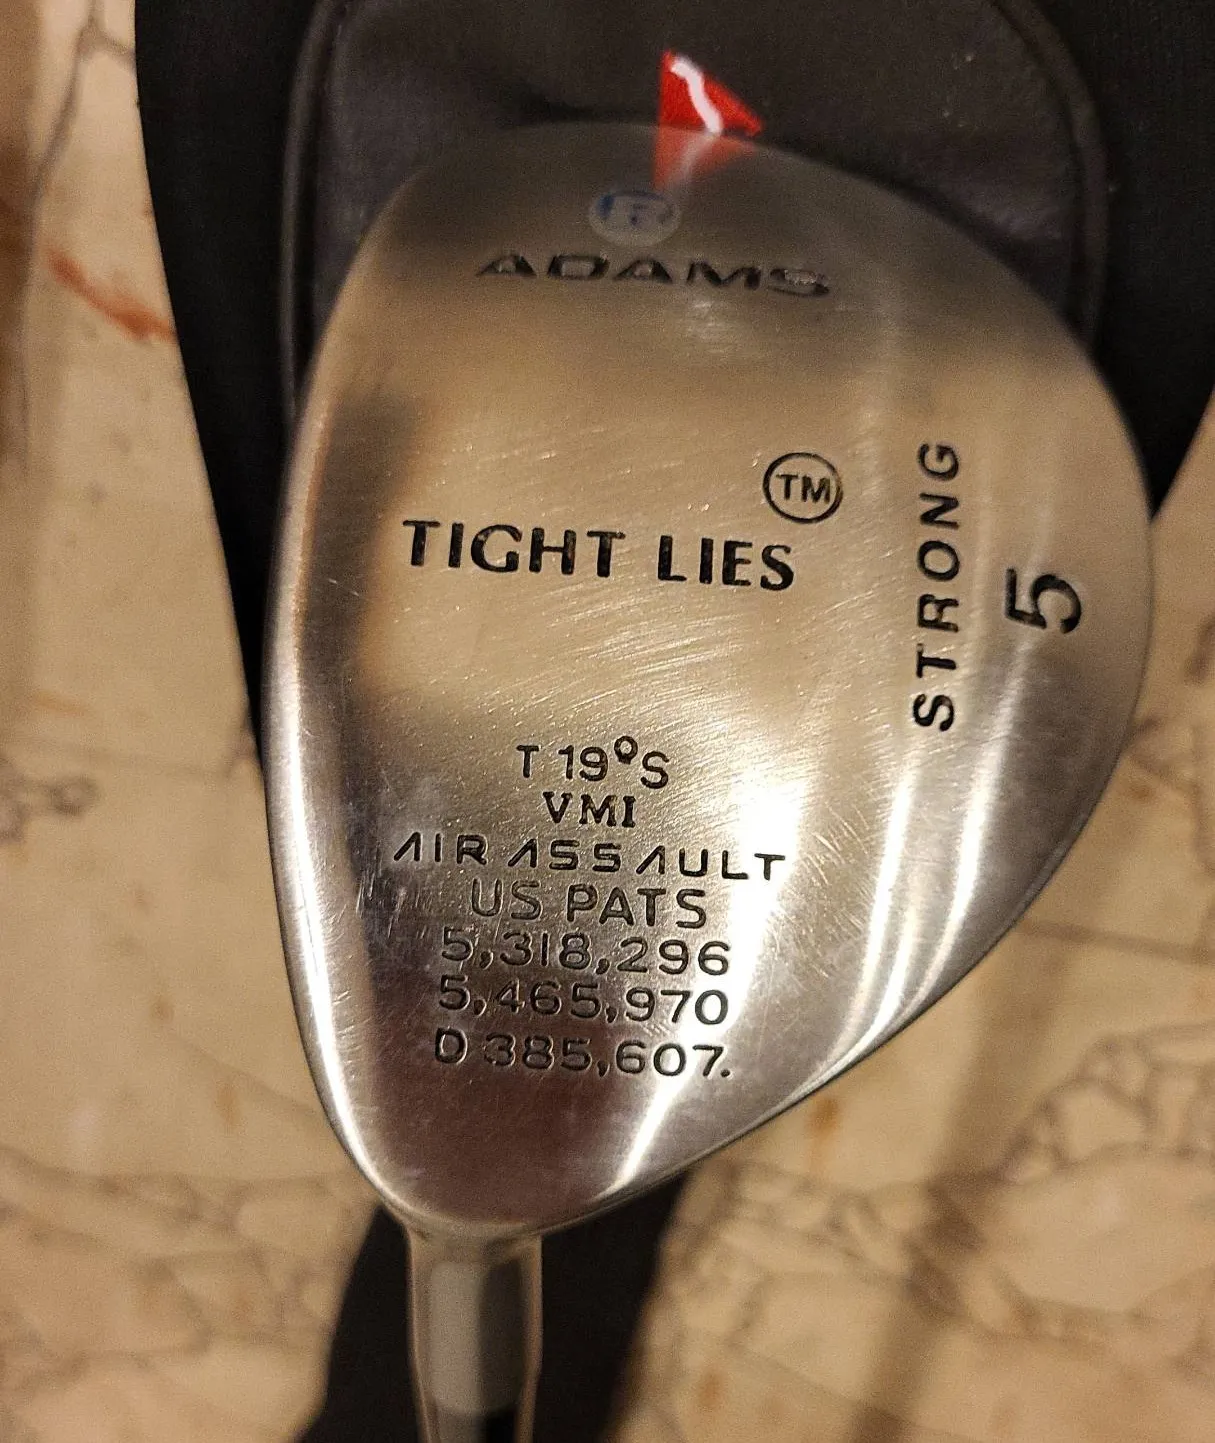 ®
ADAMS
TIGHT LIES ™
STRONG
5
T 19ºS
VMI
AIR ASSAULT
US PATS
5,318,296
5,465,970
D 385,607.